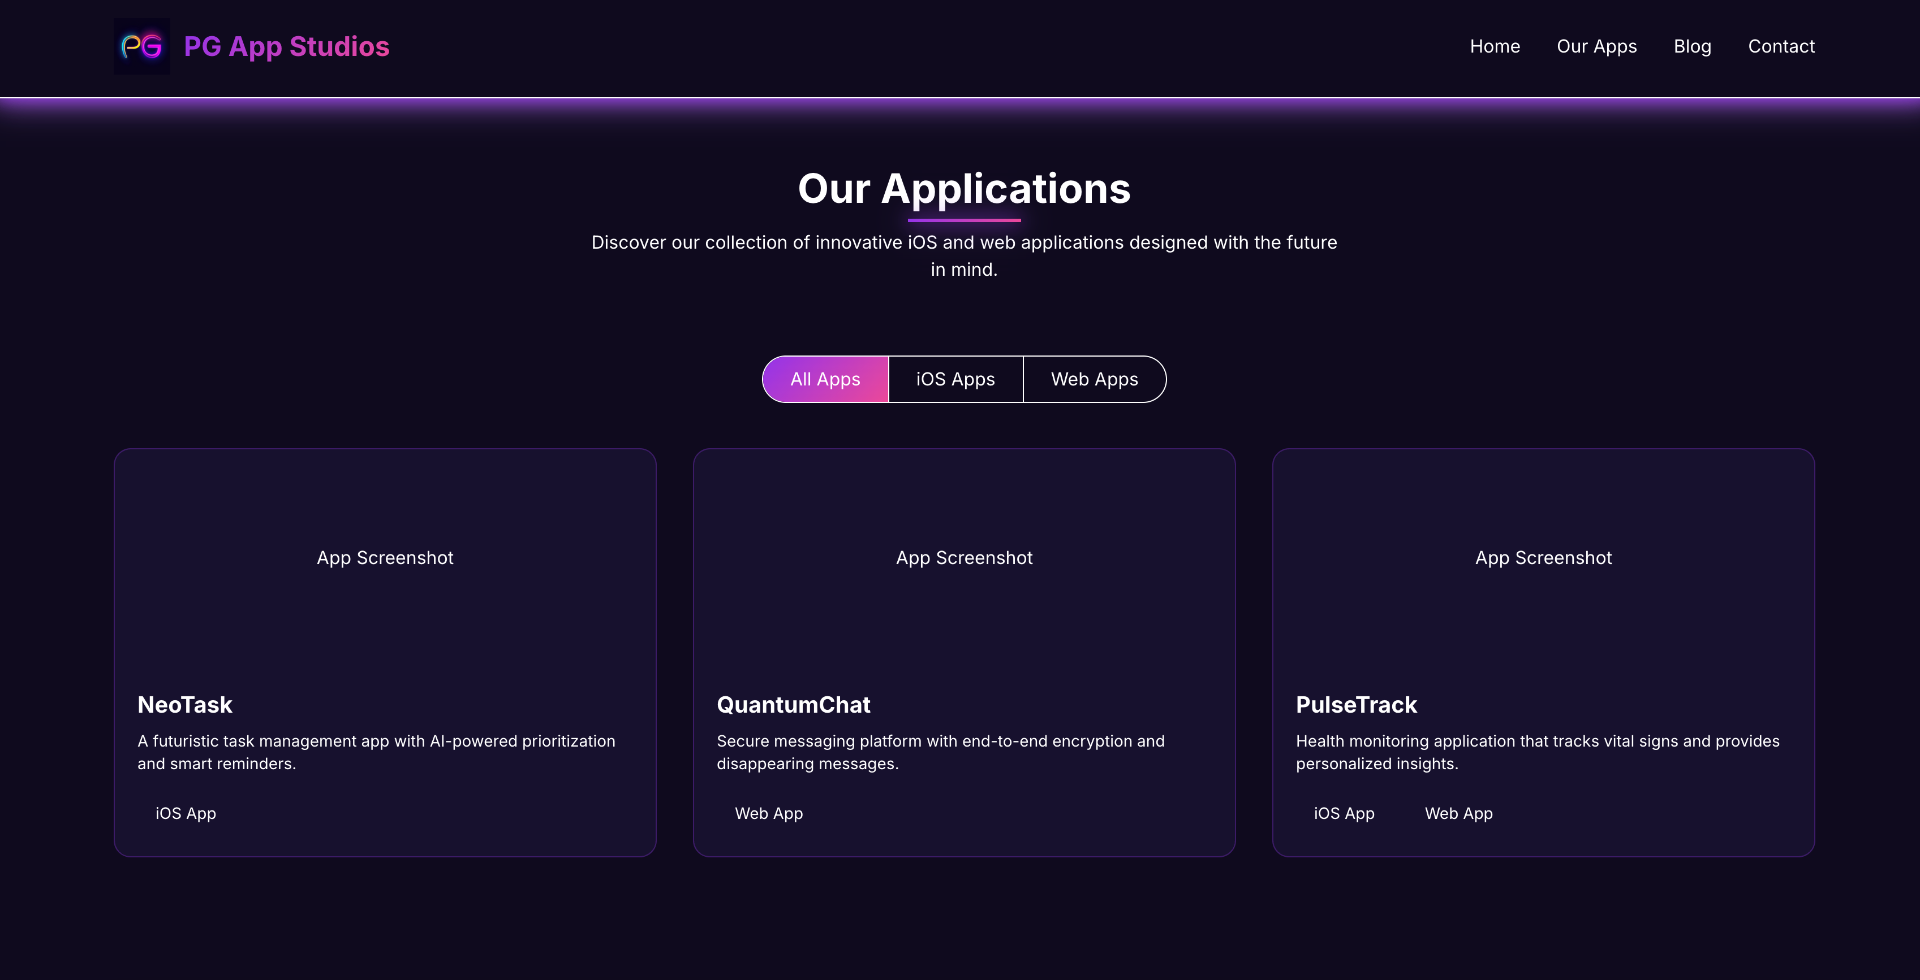 PG PG App Studios
Home Our Apps Blog Contact
Our Applications
Discover our collection of innovative iOS and web applications designed with the future
in mind.
All Apps iOS Apps Web Apps
App Screenshot
NeoTask
A futuristic task management app with AI-powered prioritization
and smart reminders.
iOS App
App Screenshot
QuantumChat
Secure messaging platform with end-to-end encryption and
disappearing messages.
Web App
App Screenshot
PulseTrack
Health monitoring application that tracks vital signs and provides
personalized insights.
iOS App Web App